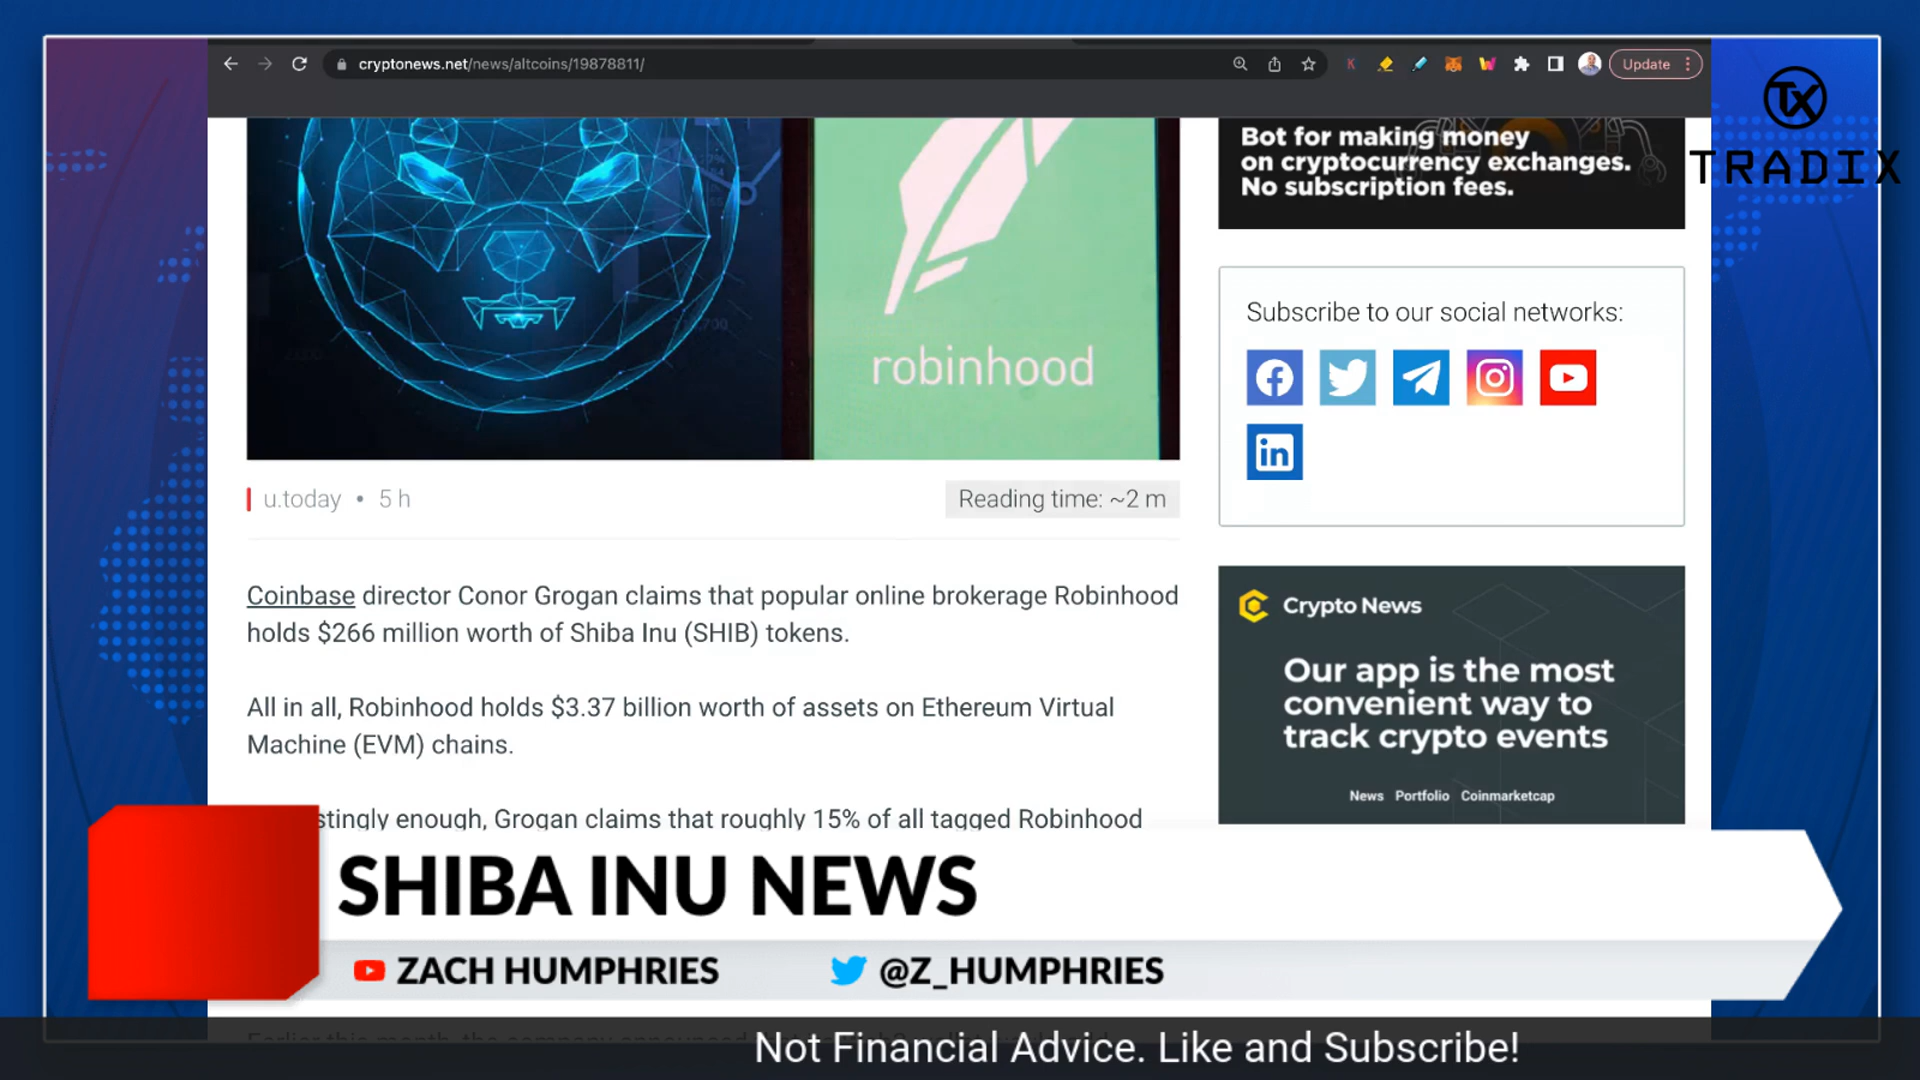 cryptonews.net/news/altcoins/19878811/
Update
TX
TRADIX
Bot for making money
on cryptocurrency exchanges.
No subscription fees.
robinhood
Subscribe to our social networks:
in
u.today • 5 h
Reading time: ~2 m
Coinbase director Conor Grogan claims that popular online brokerage Robinhood
holds $266 million worth of Shiba Inu (SHIB) tokens.
All in all, Robinhood holds $3.37 billion worth of assets on Ethereum Virtual
Machine (EVM) chains.
stingly enough, Grogan claims that roughly 15% of all tagged Robinhood
Crypto News
Our app is the most
convenient way to
track crypto events
News Portfolio Coinmarketcap
SHIBA INU NEWS
ZACH HUMPHRIES
@Z_HUMPHRIES
Not Financial Advice. Like and Subscribe!